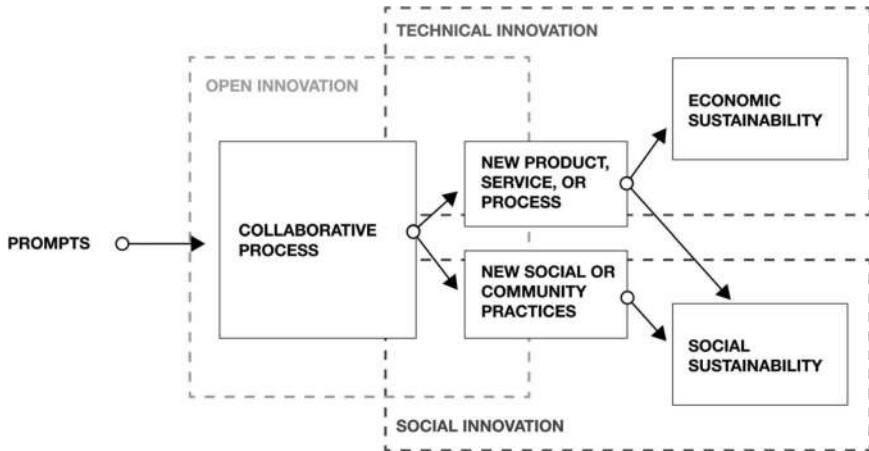 TECHNICAL INNOVATION
OPEN INNOVATION
ECONOMIC
SUSTAINABILITY
NEW PRODUCT,
SERVICE, OR
PROCESS
PROMPTS
COLLABORATIVE
PROCESS
NEW SOCIAL OR
COMMUNITY
PRACTICES
SOCIAL
SUSTAINABILITY
SOCIAL INNOVATION